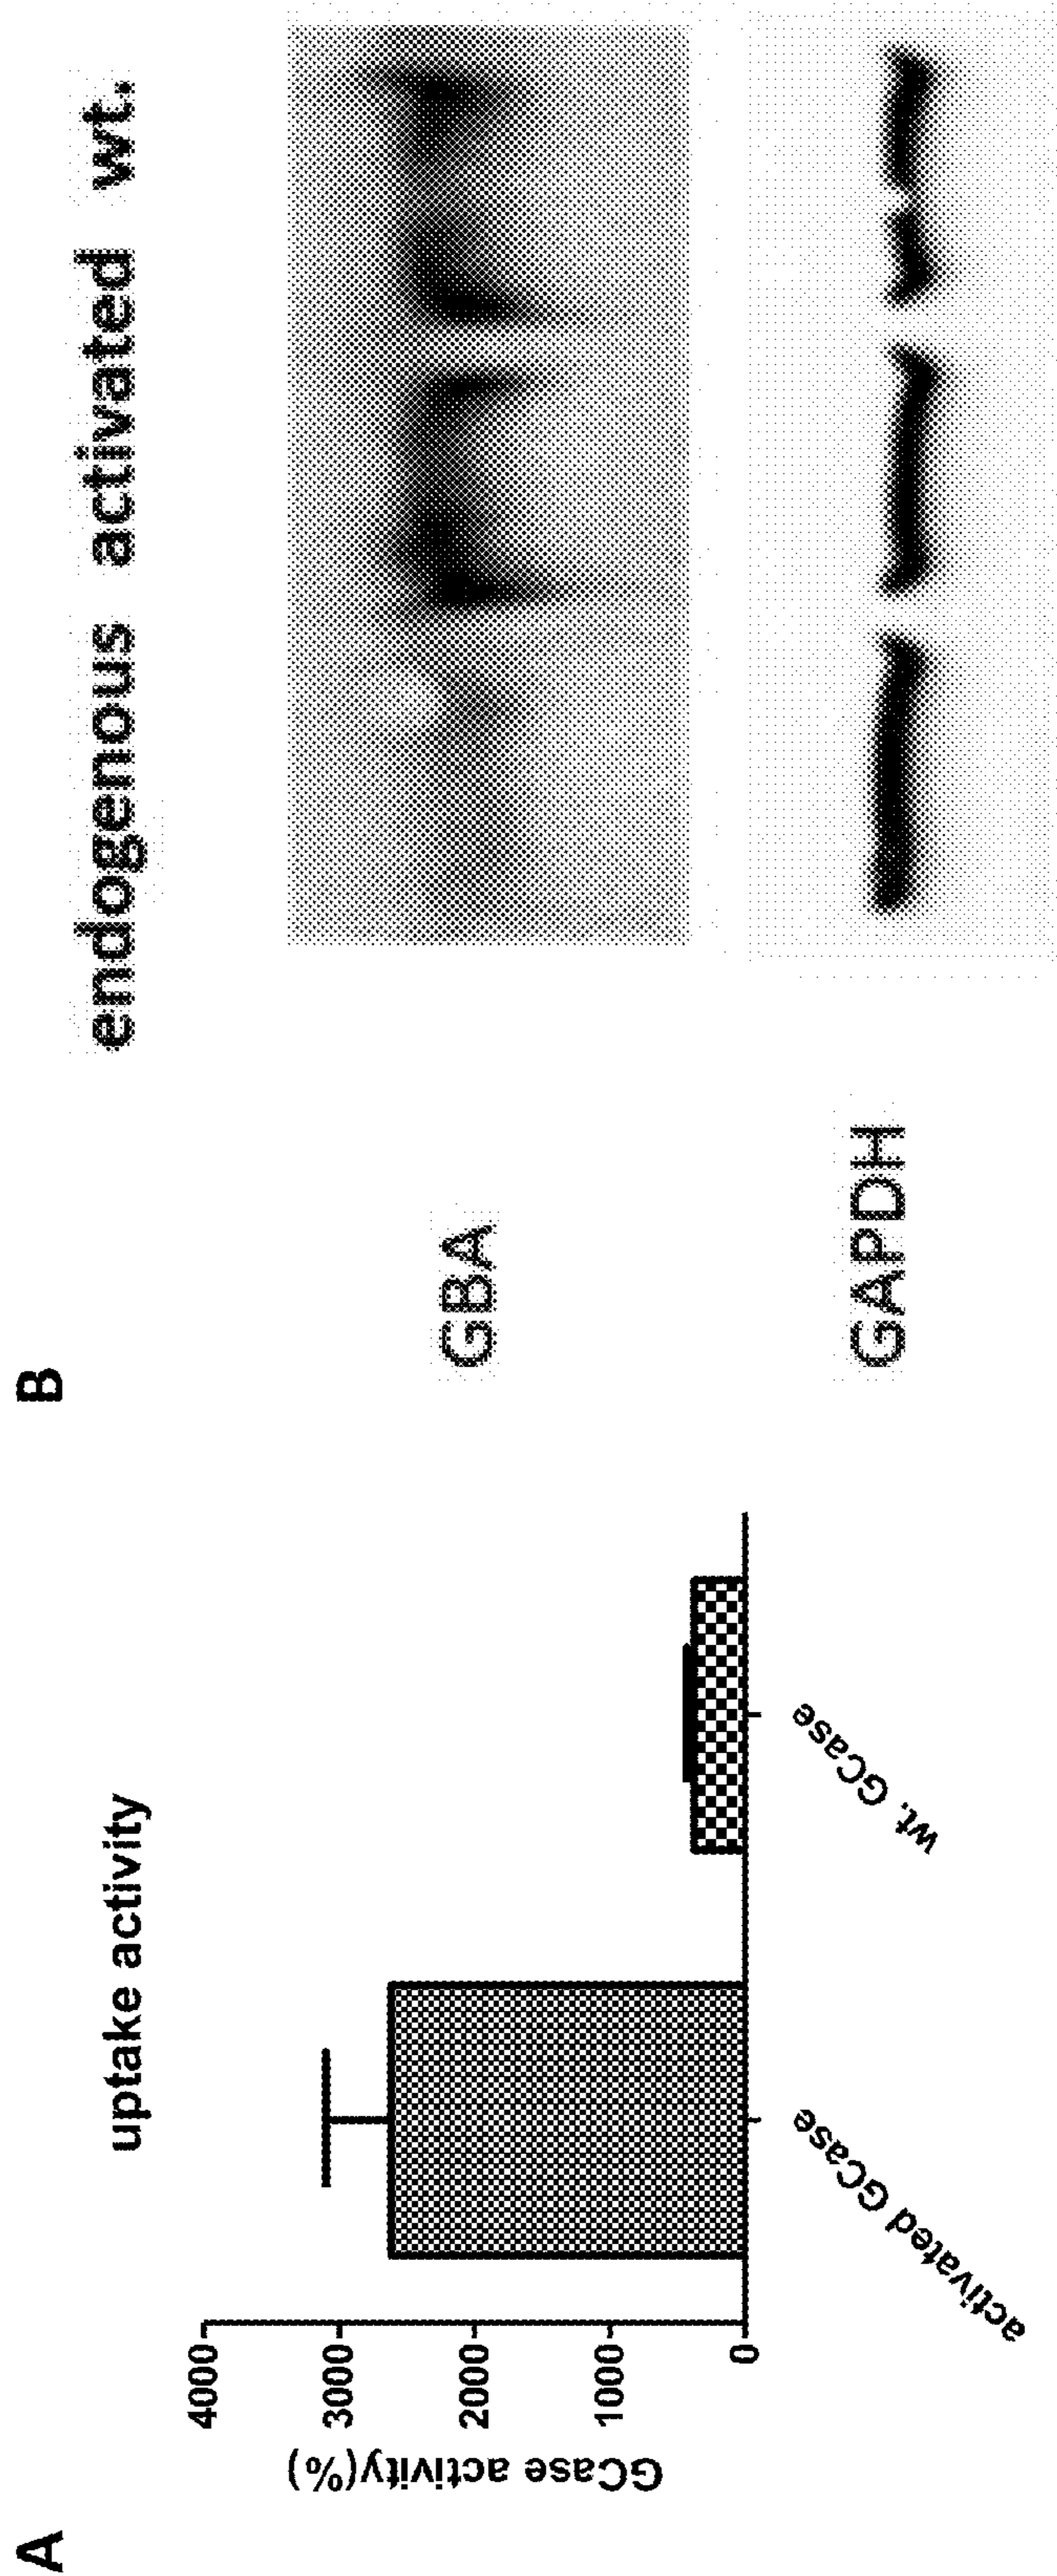 A
uptake activity
GCase activity(%)
4000
3000
2000
1000
0
activated GCase
wt. GCase
B
endogenous activated wt.
GBA
GAPDH